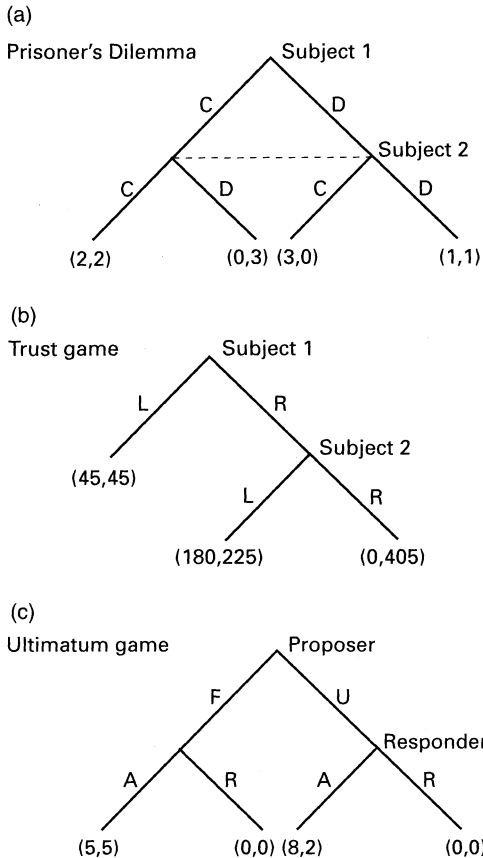 (a)
Prisoner's Dilemma
Subject 1
C
D
Subject 2
C
D
C
D
(2,2)
(0,3)
(3,0)
(1,1)
(b)
Trust game
Subject 1
L
R
Subject 2
L
R
(45,45)
(180,225)
(0,405)
(c)
Ultimatum game
Proposer
F
U
Responder
A
R
A
R
(5,5)
(0,0)
(8,2)
(0,0)